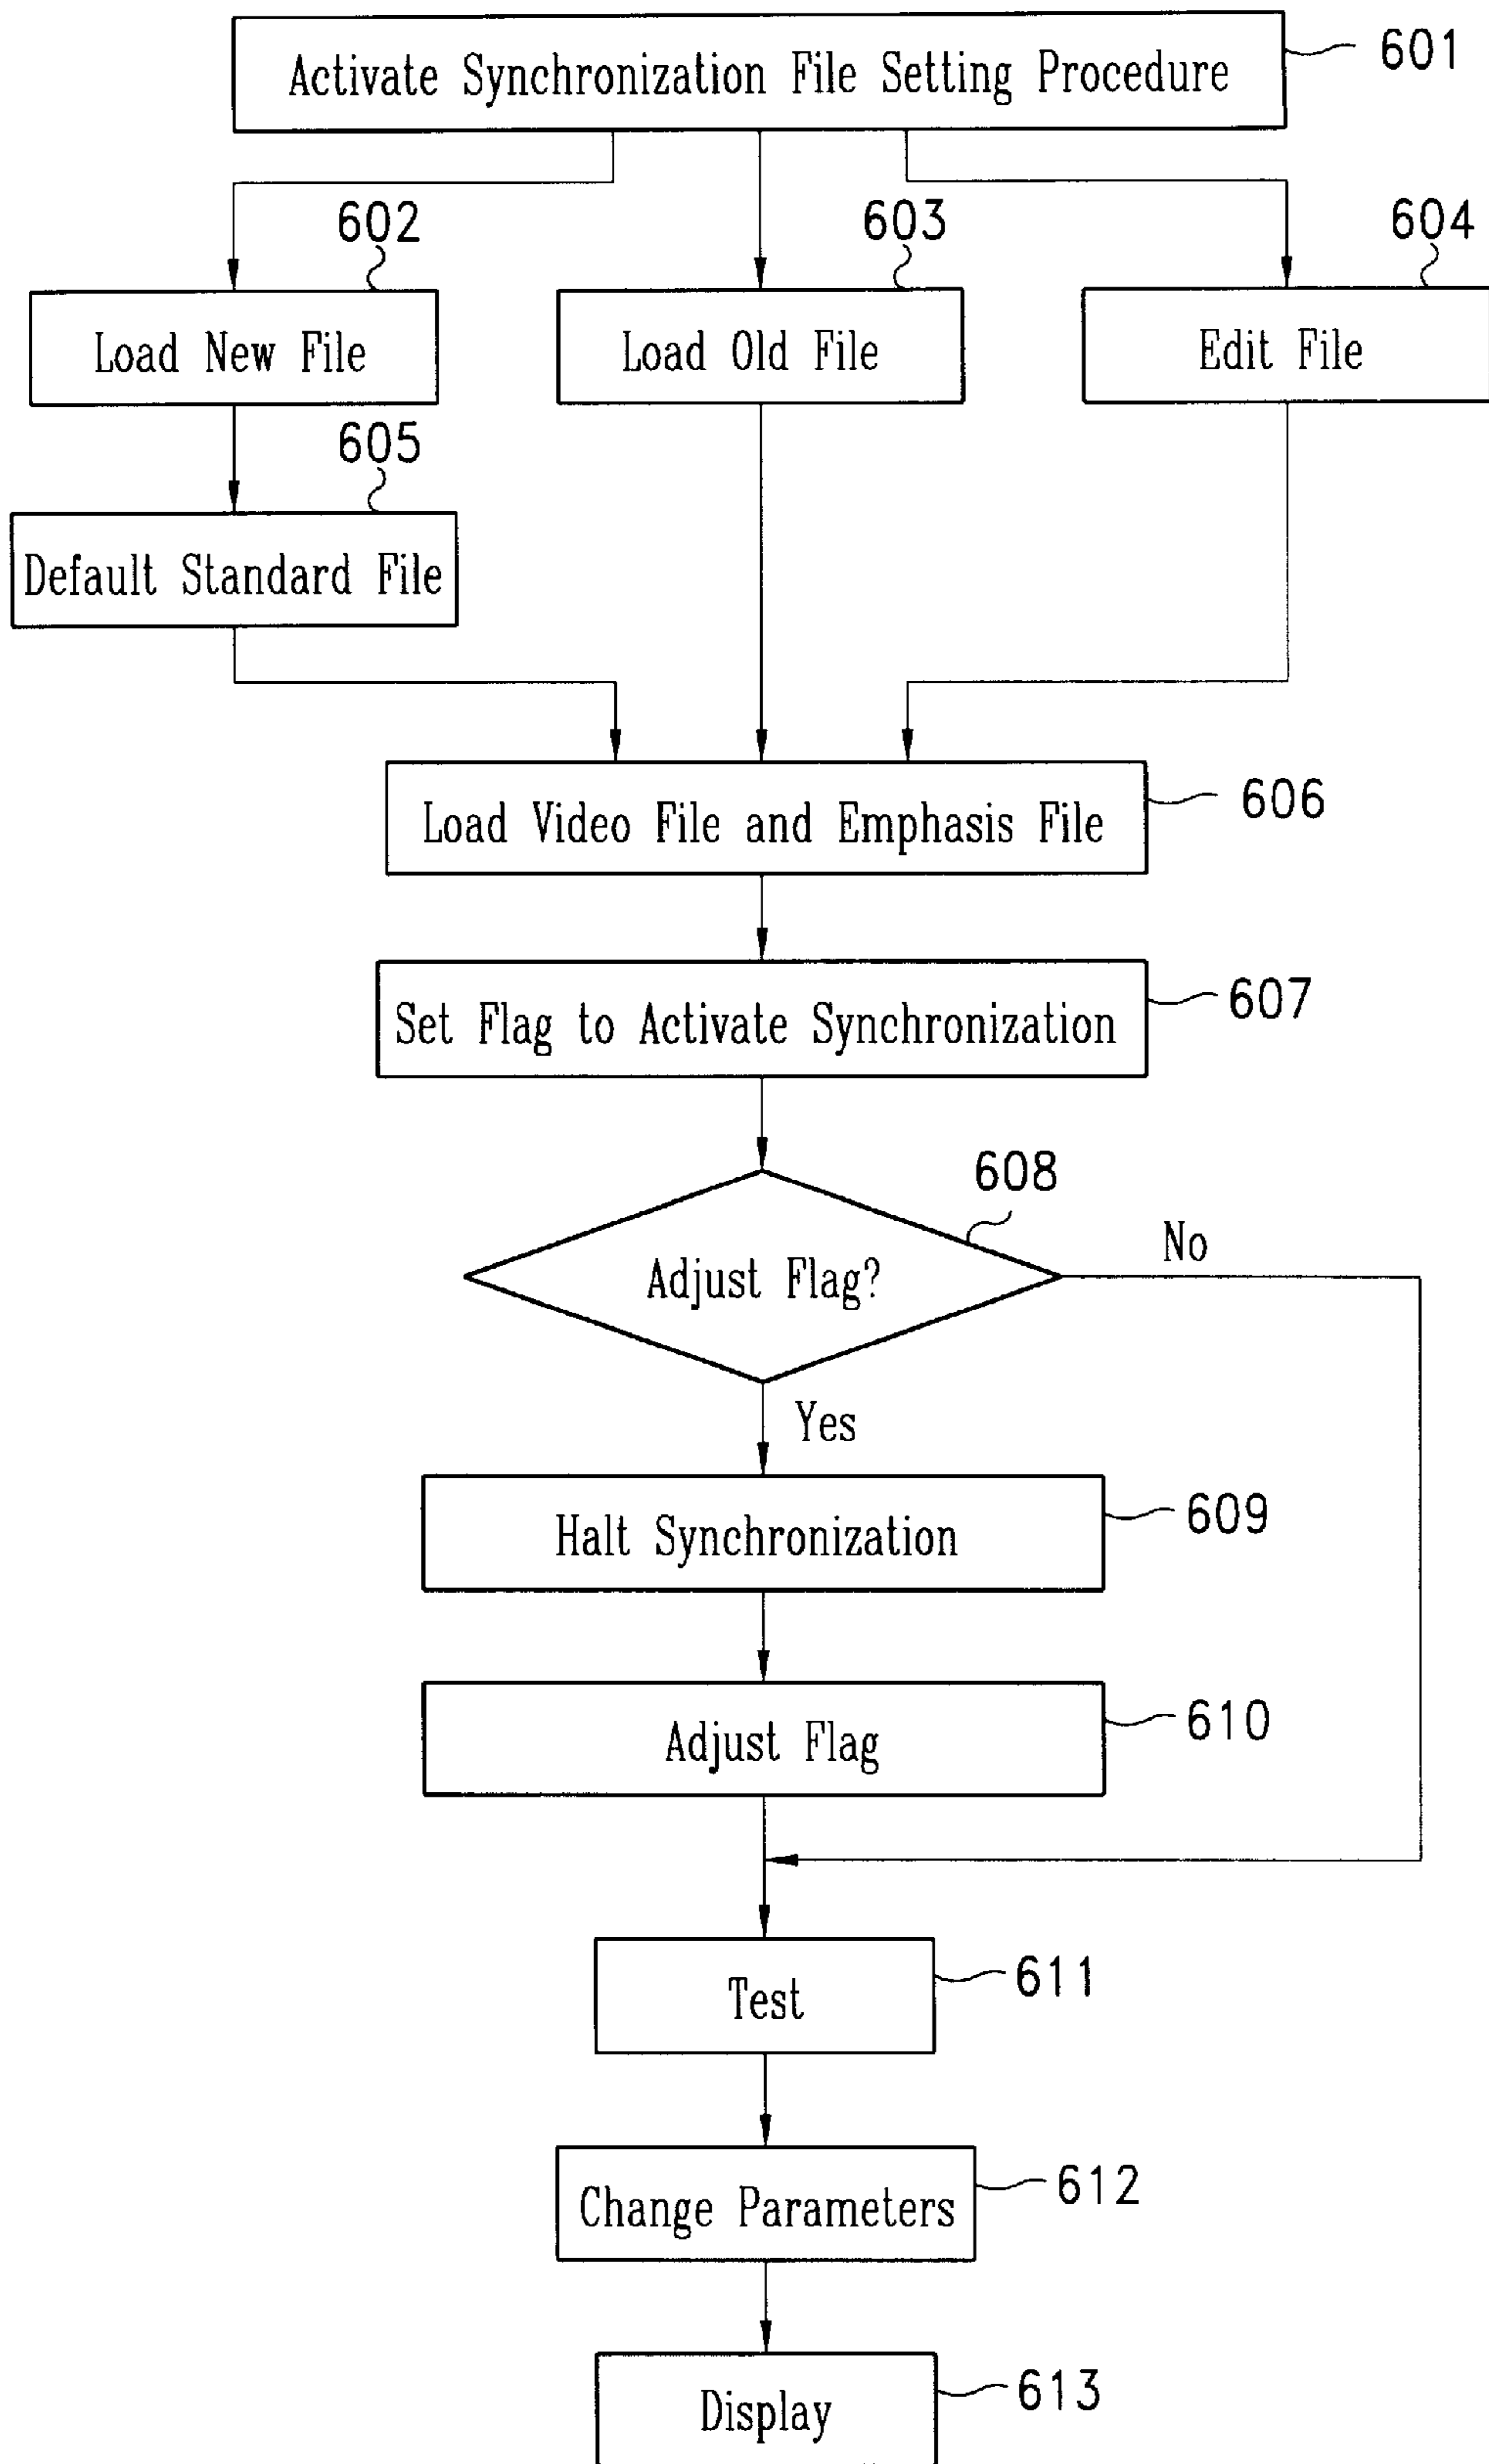 Activate Synchronization File Setting Procedure
601
602
603
604
Load New File
Load Old File
Edit File
605
Default Standard File
Load Video File and Emphasis File
606
Set Flag to Activate Synchronization
607
608
Adjust Flag?
No
Yes
Halt Synchronization
609
Adjust Flag
610
Test
611
Change Parameters
612
Display
613